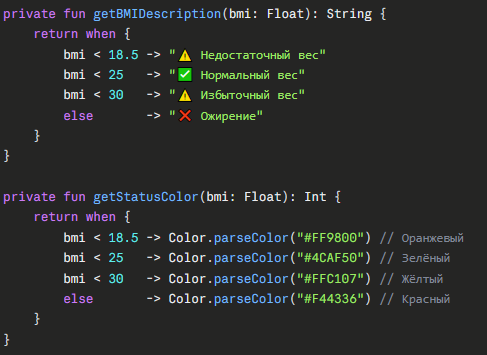 private fun getBMIDescription(bmi: Float): String {
    return when {
        bmi < 18.5 -> "⚠️ Недостаточный вес"
        bmi < 25   -> "✅ Нормальный вес"
        bmi < 30   -> "⚠️ Избыточный вес"
        else       -> "❌ Ожирение"
    }
}

private fun getStatusColor(bmi: Float): Int {
    return when {
        bmi < 18.5 -> Color.parseColor("#FF9800") // Оранжевый
        bmi < 25   -> Color.parseColor("#4CAF50") // Зелёный
        bmi < 30   -> Color.parseColor("#FFC107") // Жёлтый
        else       -> Color.parseColor("#F44336") // Красный
    }
}